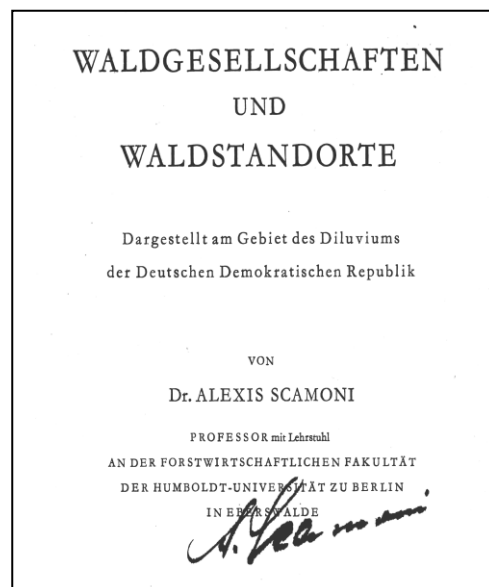 WALDGESELLSCHAFTEN
UND
WALDSTANDORTE
Dargestellt am Gebiet des Diluviums
der Deutschen Demokratischen Republik
VON
Dr. ALEXIS SCAMONI
PROFESSOR mit Lehrstuhl
AN DER FORSTWIRTSCHAFTLICHEN FAKULTÄT
DER HUMBOLDT-UNIVERSITÄT ZU BERLIN
IN EBERSWALDE
A. Scamoni